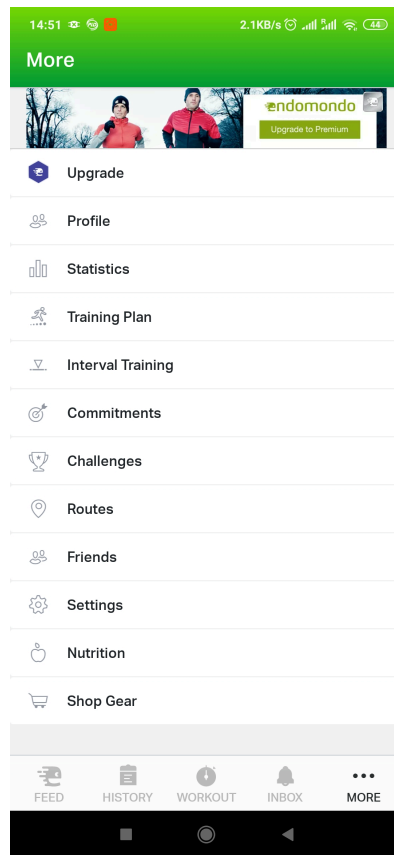 14:51
2.1KB/s
44
More
endomondo
Upgrade to Premium
Upgrade
Profile
Statistics
Training Plan
Interval Training
Commitments
Challenges
Routes
Friends
Settings
Nutrition
Shop Gear
FEED HISTORY WORKOUT INBOX MORE